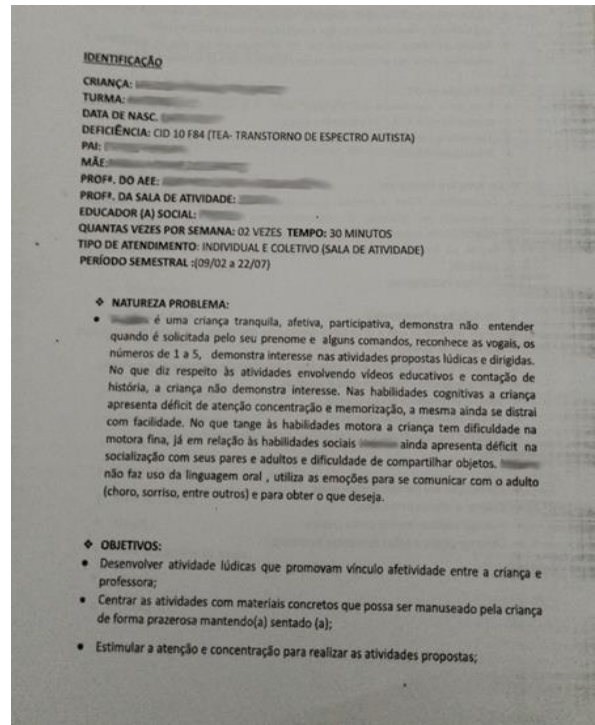 IDENTIFICAÇÃO
CRIANÇA:
TURMA:
DATA DE NASC.
DEFICIÊNCIA: CID 10 F84 (TEA- TRANSTORNO DE ESPECTRO AUTISTA)
PAI:
MÃE:
PROFª. DO AEE:
PROFª. DA SALA DE ATIVIDADE:
EDUCADOR (A) SOCIAL:
QUANTAS VEZES POR SEMANA: 02 VEZES TEMPO: 30 MINUTOS
TIPO DE ATENDIMENTO: INDIVIDUAL E COLETIVO (SALA DE ATIVIDADE)
PERÍODO SEMESTRAL :(09/02 a 22/07)
❖ NATUREZA PROBLEMA:
• é uma criança tranquila, afetiva, participativa, demonstra não entender
quando é solicitada pelo seu prenome e alguns comandos, reconhece as vogais, os
números de 1 a 5, demonstra interesse nas atividades propostas lúdicas e dirigidas.
No que diz respeito às atividades envolvendo vídeos educativos e contação de
história, a criança não demonstra interesse. Nas habilidades cognitivas a criança
apresenta déficit de atenção concentração e memorização, a mesma ainda se distrai
com facilidade. No que tange às habilidades motora a criança tem dificuldade na
motora fina, já em relação às habilidades sociais ainda apresenta déficit na
socialização com seus pares e adultos e dificuldade de compartilhar objetos.
não faz uso da linguagem oral , utiliza as emoções para se comunicar com o adulto
(choro, sorriso, entre outros) e para obter o que deseja.
❖ OBJETIVOS:
• Desenvolver atividade lúdicas que promovam vínculo afetividade entre a criança e
professora;
• Centrar as atividades com materiais concretos que possa ser manuseado pela criança
de forma prazerosa mantendo(a) sentado (a);
• Estimular a atenção e concentração para realizar as atividades propostas;